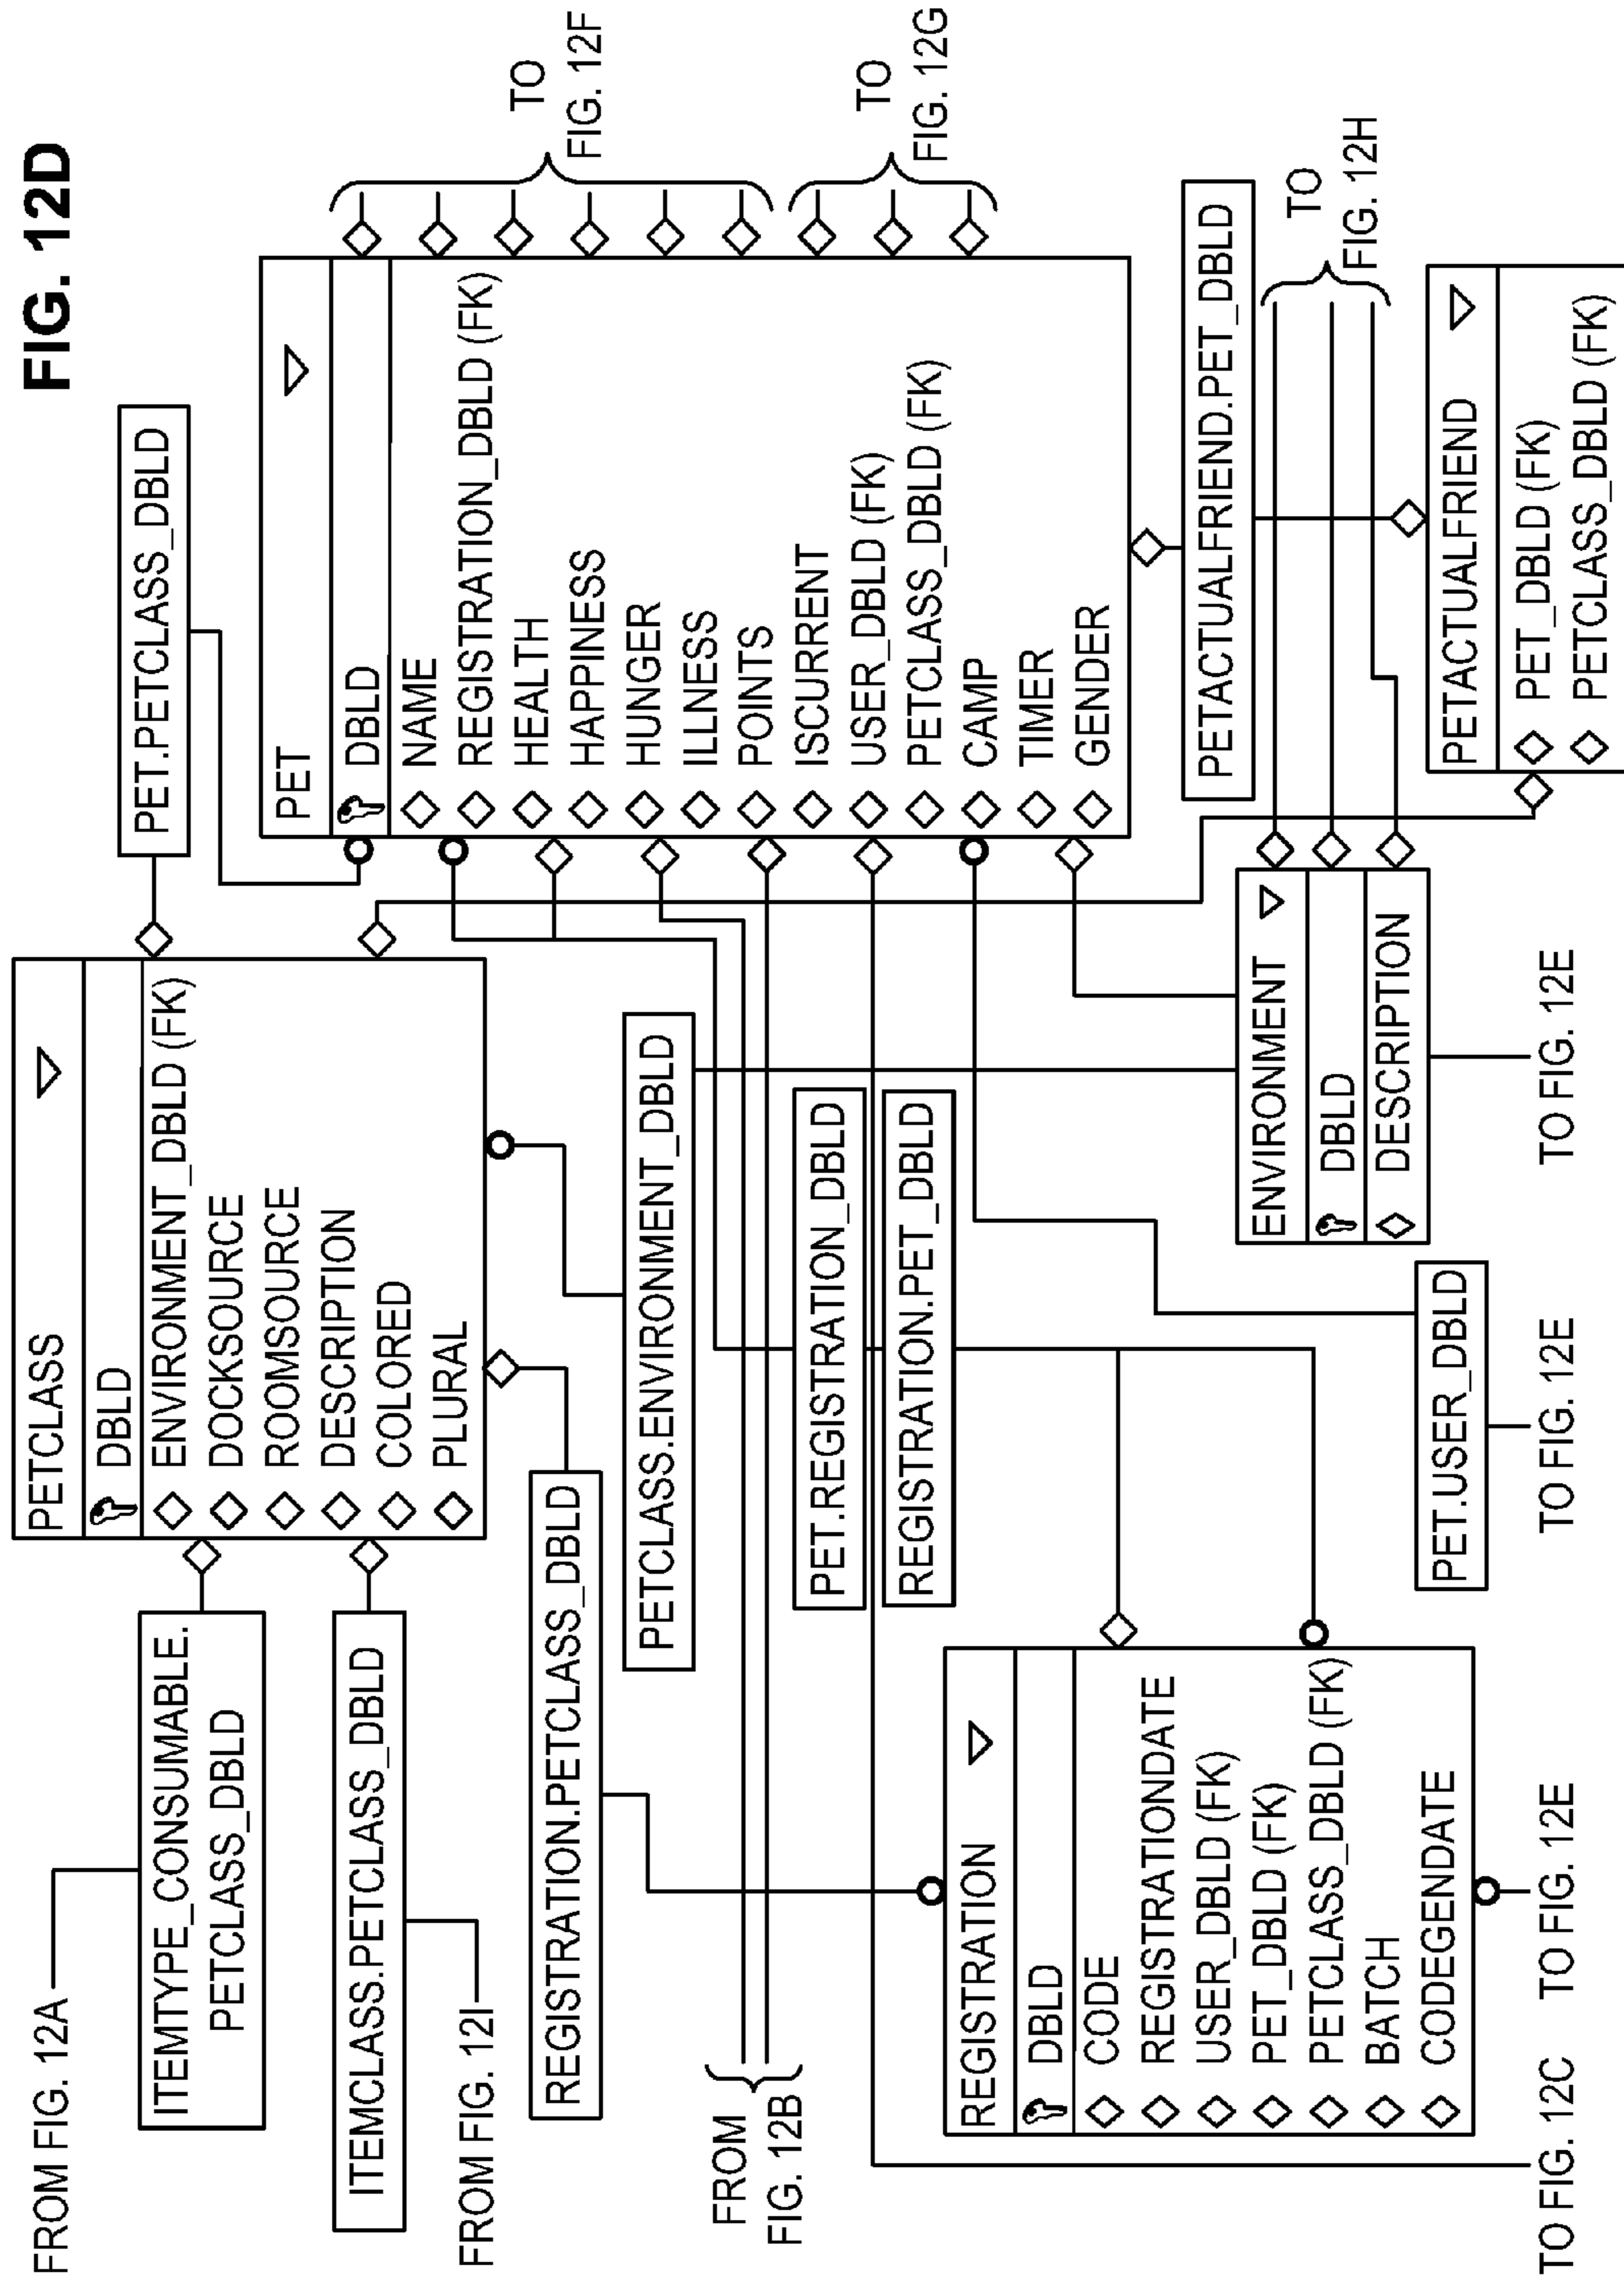 FIG. 12D
FROM FIG. 12A
ITEMTYPE_CONSUMABLE.
PETCLASS_DBLD
ITEMCLASS.PETCLASS_DBLD
FROM FIG. 12I
PETCLASS
DBLD
ENVIRONMENT_DBLD (FK)
DOCKSOURCE
ROOMSOURCE
DESCRIPTION
COLORED
PLURAL
PET.PETCLASS_DBLD
REGISTRATION.PETCLASS_DBLD
PETCLASS.ENVIRONMENT_DBLD
PET
DBLD
NAME
REGISTRATION_DBLD (FK)
HEALTH
HAPPINESS
HUNGER
ILLNESS
POINTS
ISCURRENT
USER_DBLD (FK)
PETCLASS_DBLD (FK)
CAMP
TIMER
GENDER
TO
FIG. 12F
TO
FIG. 12G
FROM
FIG. 12B
PET.REGISTRATION_DBLD
REGISTRATION.PET_DBLD
REGISTRATION
DBLD
CODE
REGISTRATIONDATE
USER_DBLD (FK)
PET_DBLD (FK)
PETCLASS_DBLD (FK)
BATCH
CODEGENDATE
ENVIRONMENT
DBLD
DESCRIPTION
PETACTUALFRIEND.PET_DBLD
TO
FIG. 12H
PET.USER_DBLD
PETACTUALFRIEND
PET_DBLD (FK)
PETCLASS_DBLD (FK)
TO FIG. 12C
TO FIG. 12E
TO FIG. 12E
TO FIG. 12E